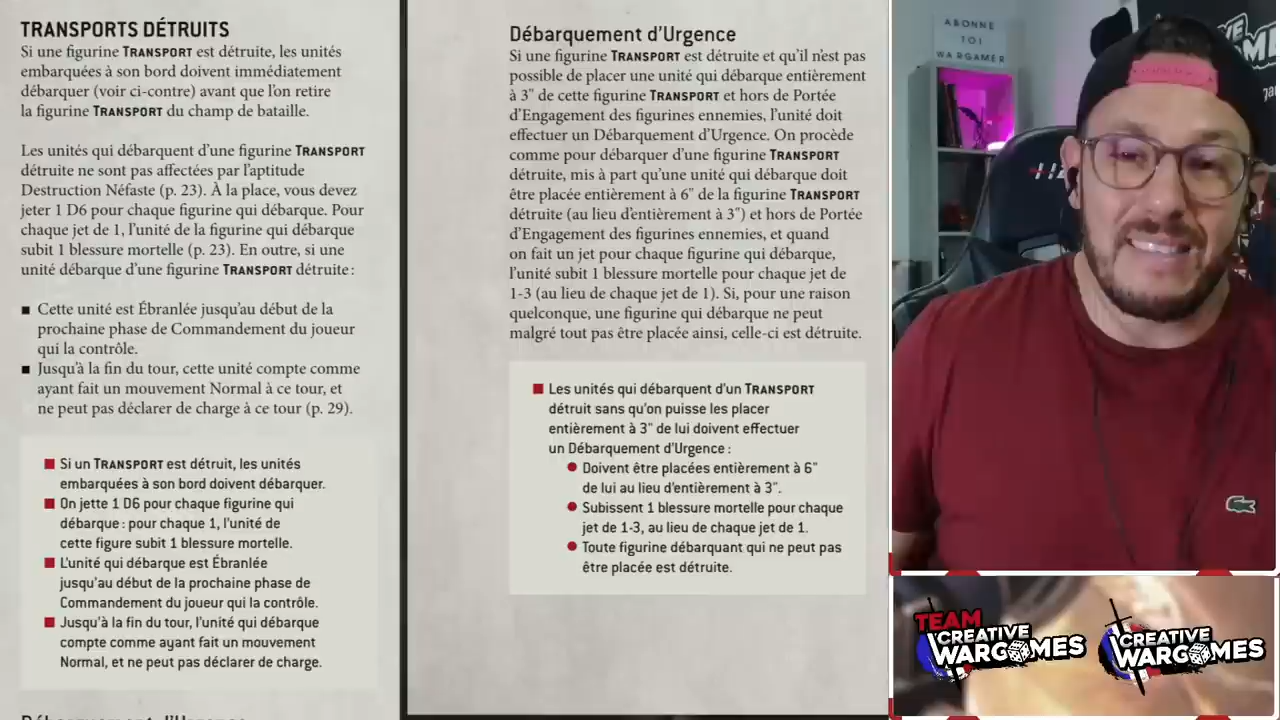 TRANSPORTS DÉTRUITS
Si une figurine TRANSPORT est détruite, les unités
embarquées à son bord doivent immédiatement
débarquer (voir ci-contre) avant que l'on retire
la figurine TRANSPORT du champ de bataille.
Les unités qui débarquent d'une figurine TRANSPORT
détruite ne sont pas affectées par l'aptitude
Destruction Néfaste (p. 23). À la place, vous devez
jeter 1 D6 pour chaque figurine qui débarque. Pour
chaque jet de 1, l'unité de la figurine qui débarque
subit 1 blessure mortelle (p. 23). En outre, si une
unité débarque d'une figurine TRANSPORT détruite :
■ Cette unité est Ébranlée jusqu'au début de la
prochaine phase de Commandement du joueur
qui la contrôle.
■ Jusqu'à la fin du tour, cette unité compte comme
ayant fait un mouvement Normal à ce tour, et
ne peut pas déclarer de charge à ce tour (p. 29).
■ Si un TRANSPORT est détruit, les unités
embarquées à son bord doivent débarquer.
■ On jette 1 D6 pour chaque figurine qui
débarque : pour chaque 1, l'unité de
cette figure subit 1 blessure mortelle.
■ L'unité qui débarque est Ébranlée
jusqu'au début de la prochaine phase de
Commandement du joueur qui la contrôle.
■ Jusqu'à la fin du tour, l'unité qui débarque
compte comme ayant fait un mouvement
Normal, et ne peut pas déclarer de charge.
Débarquement d'Urgence
Débarquement d'Urgence
Si une figurine TRANSPORT est détruite et qu'il n'est pas
possible de placer une unité qui débarque entièrement
à 3" de cette figurine TRANSPORT et hors de Portée
d'Engagement des figurines ennemies, l'unité doit
effectuer un Débarquement d'Urgence. On procède
comme pour débarquer d'une figurine TRANSPORT
détruite, mis à part qu'une unité qui débarque doit
être placée entièrement à 6" de la figurine TRANSPORT
détruite (au lieu d'entièrement à 3") et hors de Portée
d'Engagement des figurines ennemies, et quand
on fait un jet pour chaque figurine qui débarque,
l'unité subit 1 blessure mortelle pour chaque jet de
1-3 (au lieu de chaque jet de 1). Si, pour une raison
quelconque, une figurine qui débarque ne peut
malgré tout pas être placée ainsi, celle-ci est détruite.
■ Les unités qui débarquent d'un TRANSPORT
détruit sans qu'on puisse les placer
entièrement à 3" de lui doivent effectuer
un Débarquement d'Urgence :
● Doivent être placées entièrement à 6"
de lui au lieu d'entièrement à 3".
● Subissent 1 blessure mortelle pour chaque
jet de 1-3, au lieu de chaque jet de 1.
● Toute figurine débarquant qui ne peut pas
être placée est détruite.
ABONNE
TOI
WARGAMER
TEAM
CREATIVE
WARGAMES
CREATIVE
WARGAMES